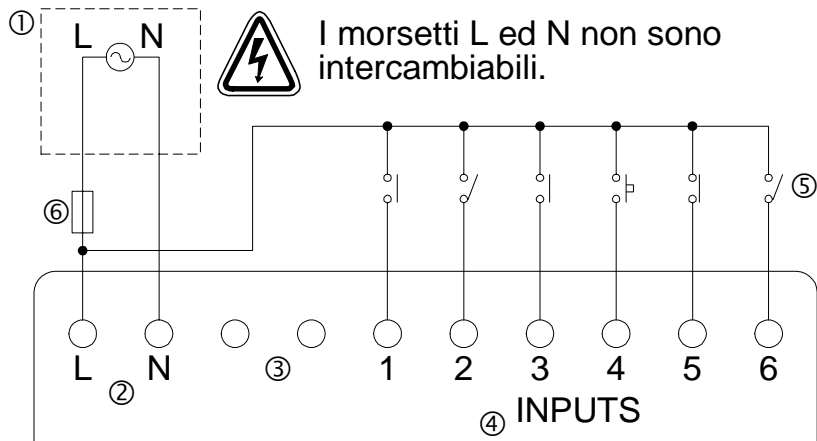 ①
L N
I morsetti L ed N non sono
intercambiabili.
⑥
⑤
L N 1 2 3 4 5 6
② ③
④ INPUTS